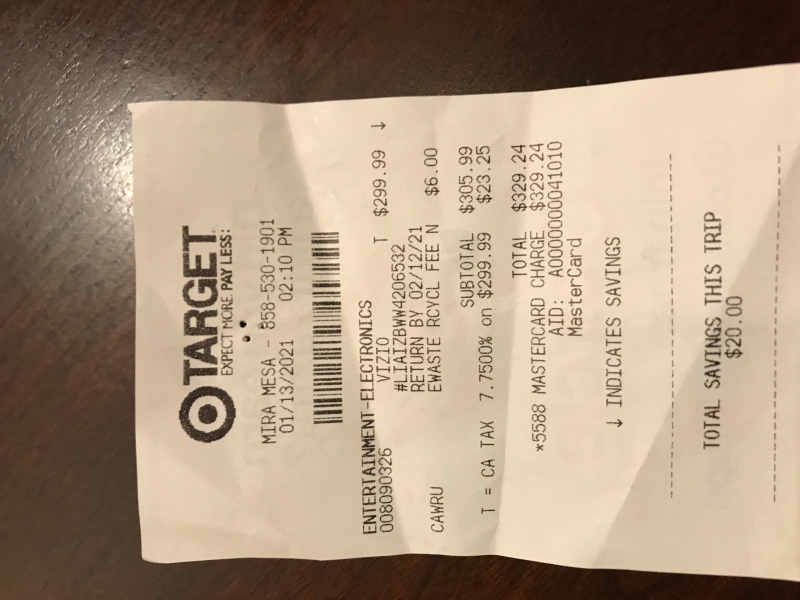 TARGET
EXPECT MORE. PAY LESS.
MIRA MESA - 858-530-1901
01/13/2021 02:10 PM
ENTERTAINMENT-ELECTRONICS
008090326 VIZIO T $299.99 ↓
#LIAIZBWW4206532
RETURN BY 02/12/21
CAWRU EWASTE RCYCL FEE N $6.00
SUBTOTAL $305.99
T = CA TAX 7.7500% on $299.99 $23.25
TOTAL $329.24
*5588 MASTERCARD CHARGE $329.24
AID: A0000000041010
MasterCard
↓ INDICATES SAVINGS
TOTAL SAVINGS THIS TRIP
$20.00